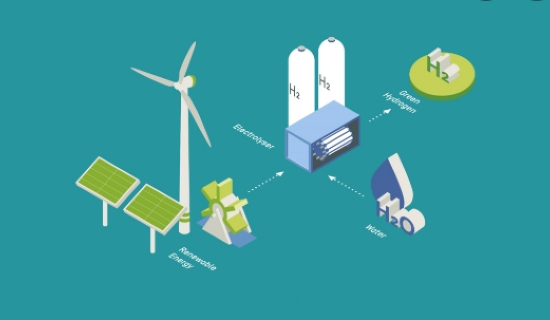 H2
H2
H2
Green
Hydrogen
Electrolyser
H2O
Water
Renewable
Energy